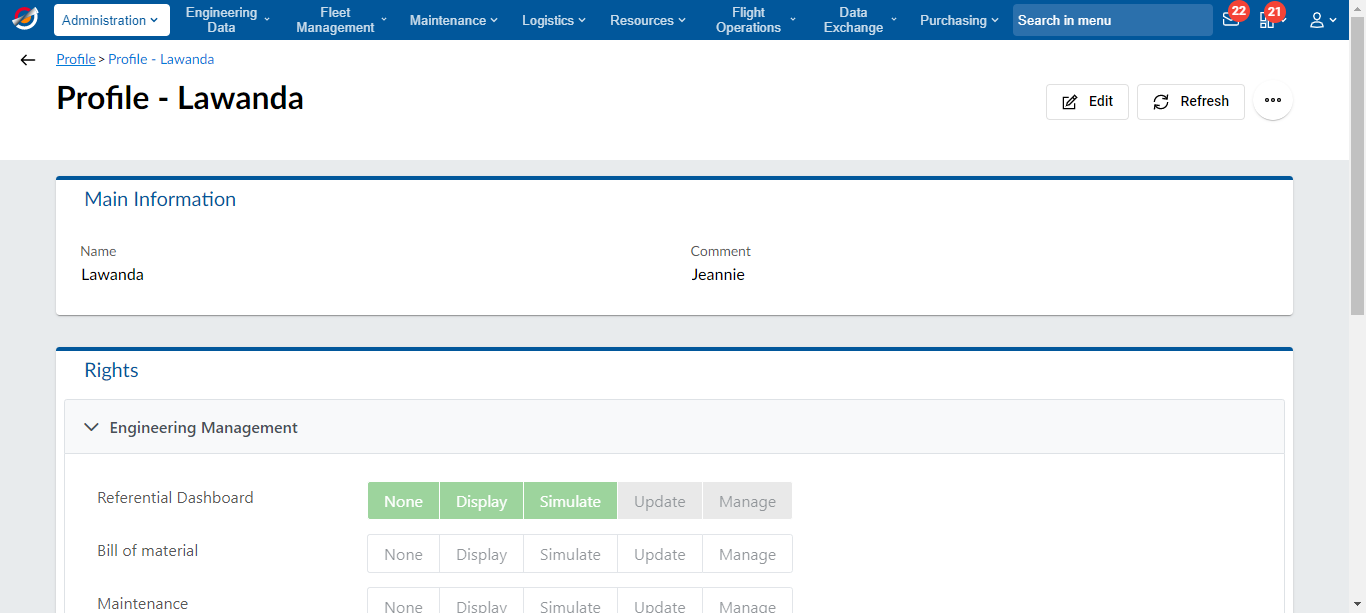 Administration
Engineering
Data
Fleet
Management
Maintenance
Logistics
Resources
Flight
Operations
Data
Exchange
Purchasing
Search in menu
22
21
Profile > Profile - Lawanda
Profile - Lawanda
Edit
Refresh
Main Information
Name
Comment
Lawanda
Jeannie
Rights
Engineering Management
Referential Dashboard
None Display Simulate Update Manage
Bill of material
None Display Simulate Update Manage
Maintenance
None Display Simulate Update Manage